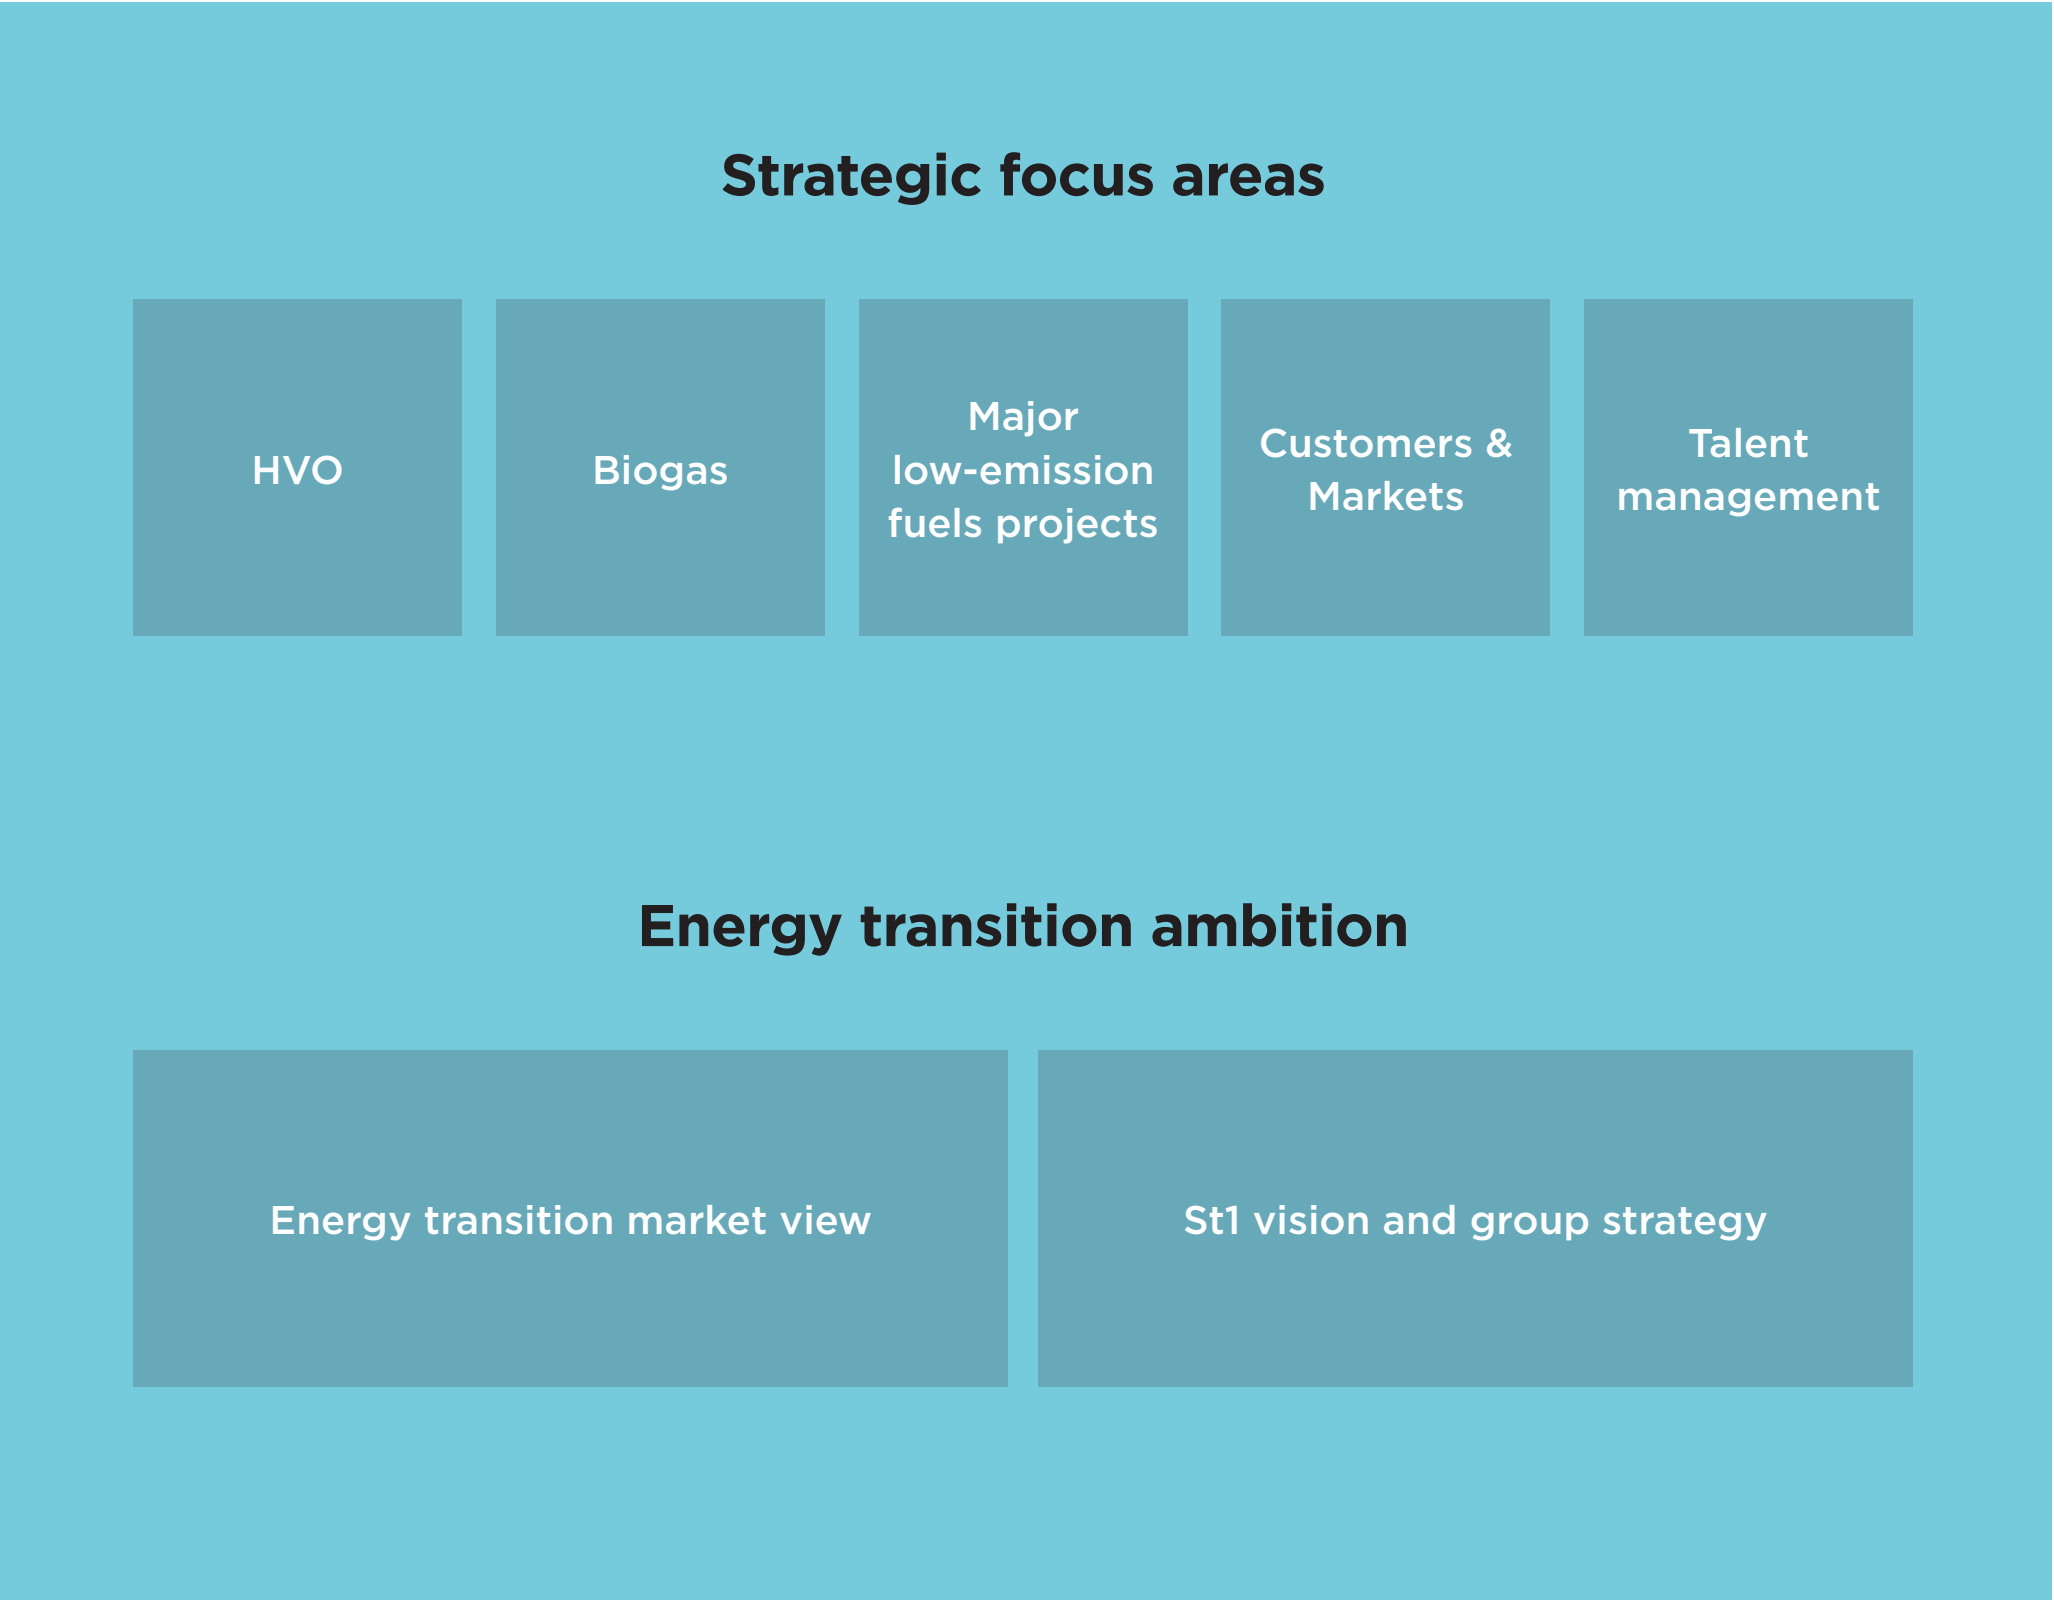 Strategic focus areas
HVO
Biogas
Major
low-emission
fuels projects
Customers &
Markets
Talent
management
Energy transition ambition
Energy transition market view
St1 vision and group strategy